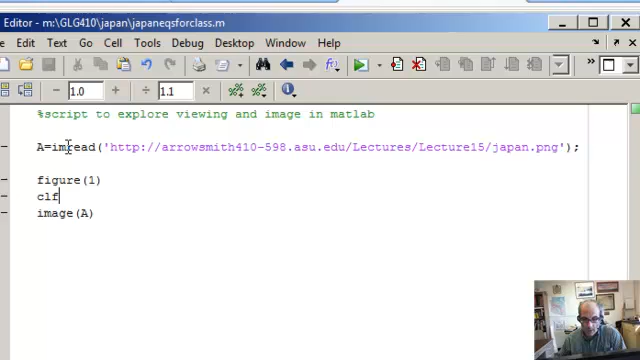 Editor - m:\GLG410\japan\japaneqsforclass.m
Edit Text Go Cell Tools Debug Desktop Window Help
− 1.0 + ÷ 1.1 ×
%script to explore viewing and image in matlab
A=imread('http://arrowsmith410-598.asu.edu/Lectures/Lecture15/japan.png');
figure(1)
clf
image(A)